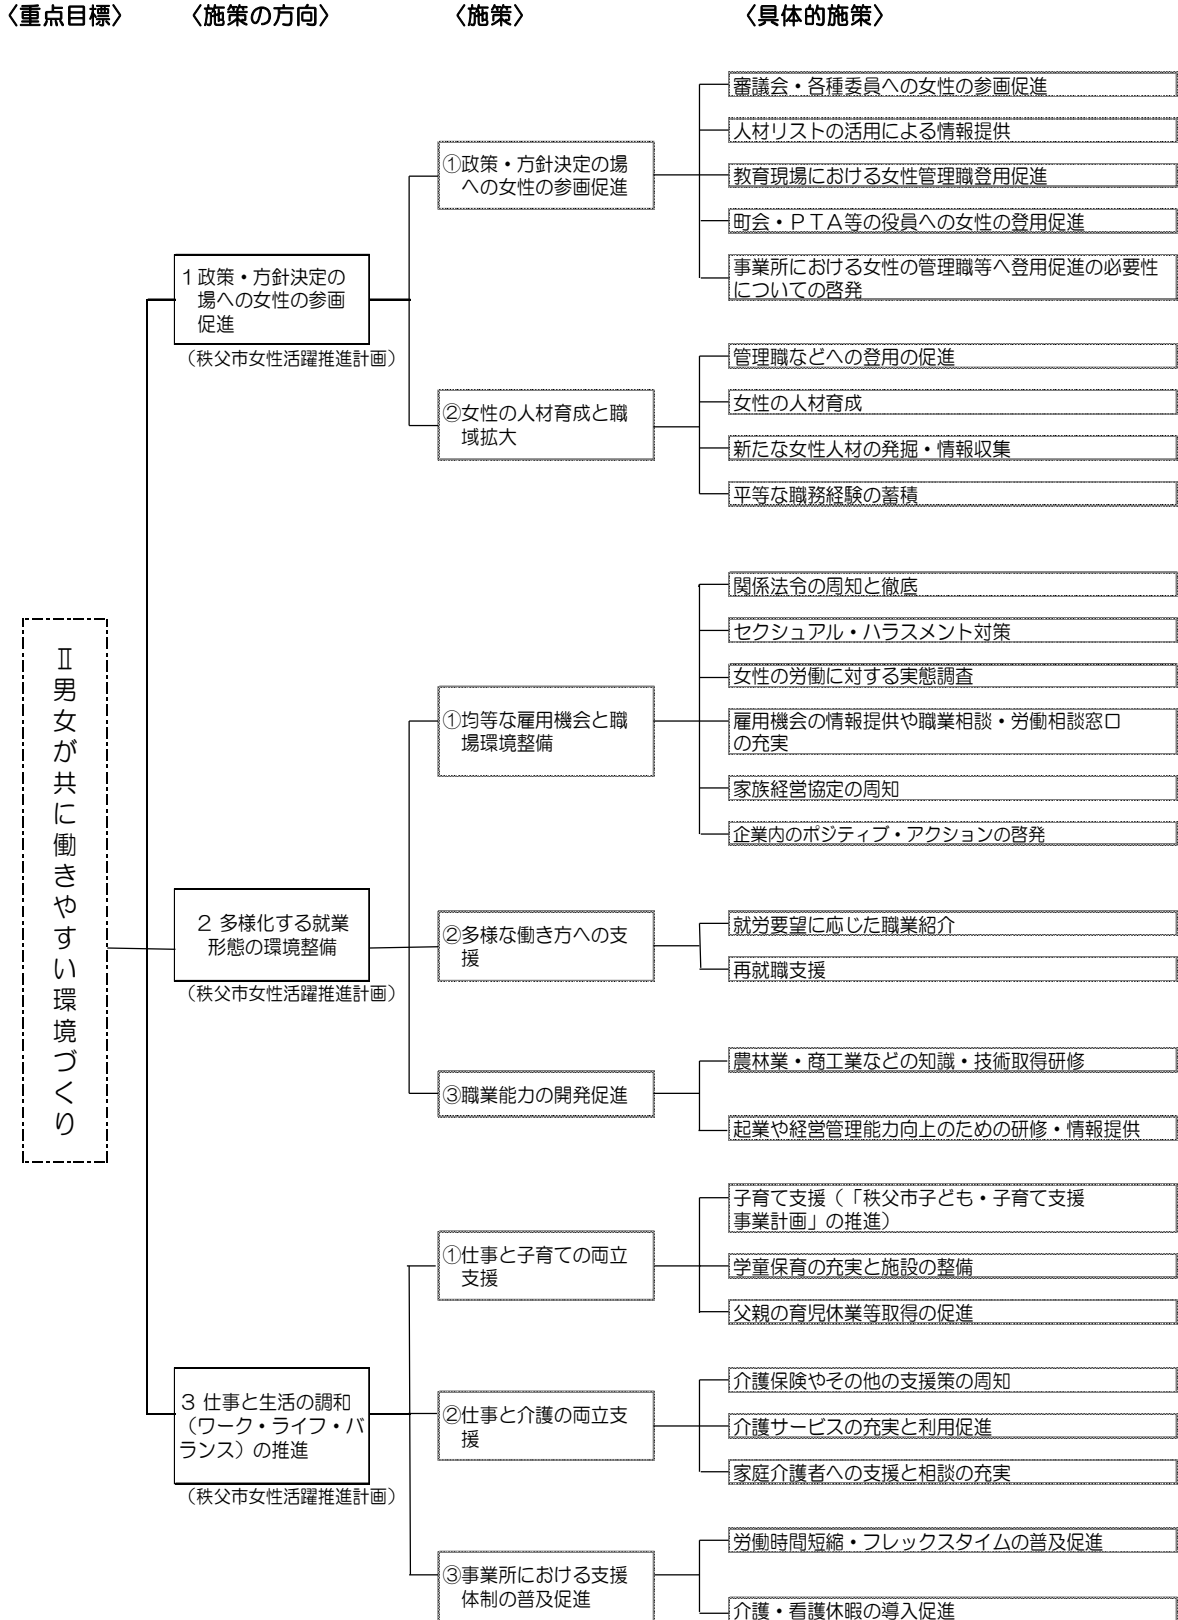 〈重点目標〉 〈施策の方向〉 〈施策〉 〈具体的施策〉
Ⅱ男女が共に働きやすい環境づくり
1 政策・方針決定の
場への女性の参画
促進
（秩父市女性活躍推進計画）
①政策・方針決定の場
への女性の参画促進
審議会・各種委員への女性の参画促進
人材リストの活用による情報提供
教育現場における女性管理職登用促進
町会・ＰＴＡ等の役員への女性の登用促進
事業所における女性の管理職等へ登用促進の必要性
についての啓発
②女性の人材育成と職
域拡大
管理職などへの登用の促進
女性の人材育成
新たな女性人材の発掘・情報収集
平等な職務経験の蓄積
2 多様化する就業
形態の環境整備
（秩父市女性活躍推進計画）
①均等な雇用機会と職
場環境整備
関係法令の周知と徹底
セクシュアル・ハラスメント対策
女性の労働に対する実態調査
雇用機会の情報提供や職業相談・労働相談窓口
の充実
家族経営協定の周知
企業内のポジティブ・アクションの啓発
②多様な働き方への支
援
就労要望に応じた職業紹介
再就職支援
③職業能力の開発促進
農林業・商工業などの知識・技術取得研修
起業や経営管理能力向上のための研修・情報提供
3 仕事と生活の調和
（ワーク・ライフ・バ
ランス）の推進
（秩父市女性活躍推進計画）
①仕事と子育ての両立
支援
子育て支援（「秩父市子ども・子育て支援
事業計画」の推進）
学童保育の充実と施設の整備
父親の育児休業等取得の促進
②仕事と介護の両立支
援
介護保険やその他の支援策の周知
介護サービスの充実と利用促進
家庭介護者への支援と相談の充実
③事業所における支援
体制の普及促進
労働時間短縮・フレックスタイムの普及促進
介護・看護休暇の導入促進